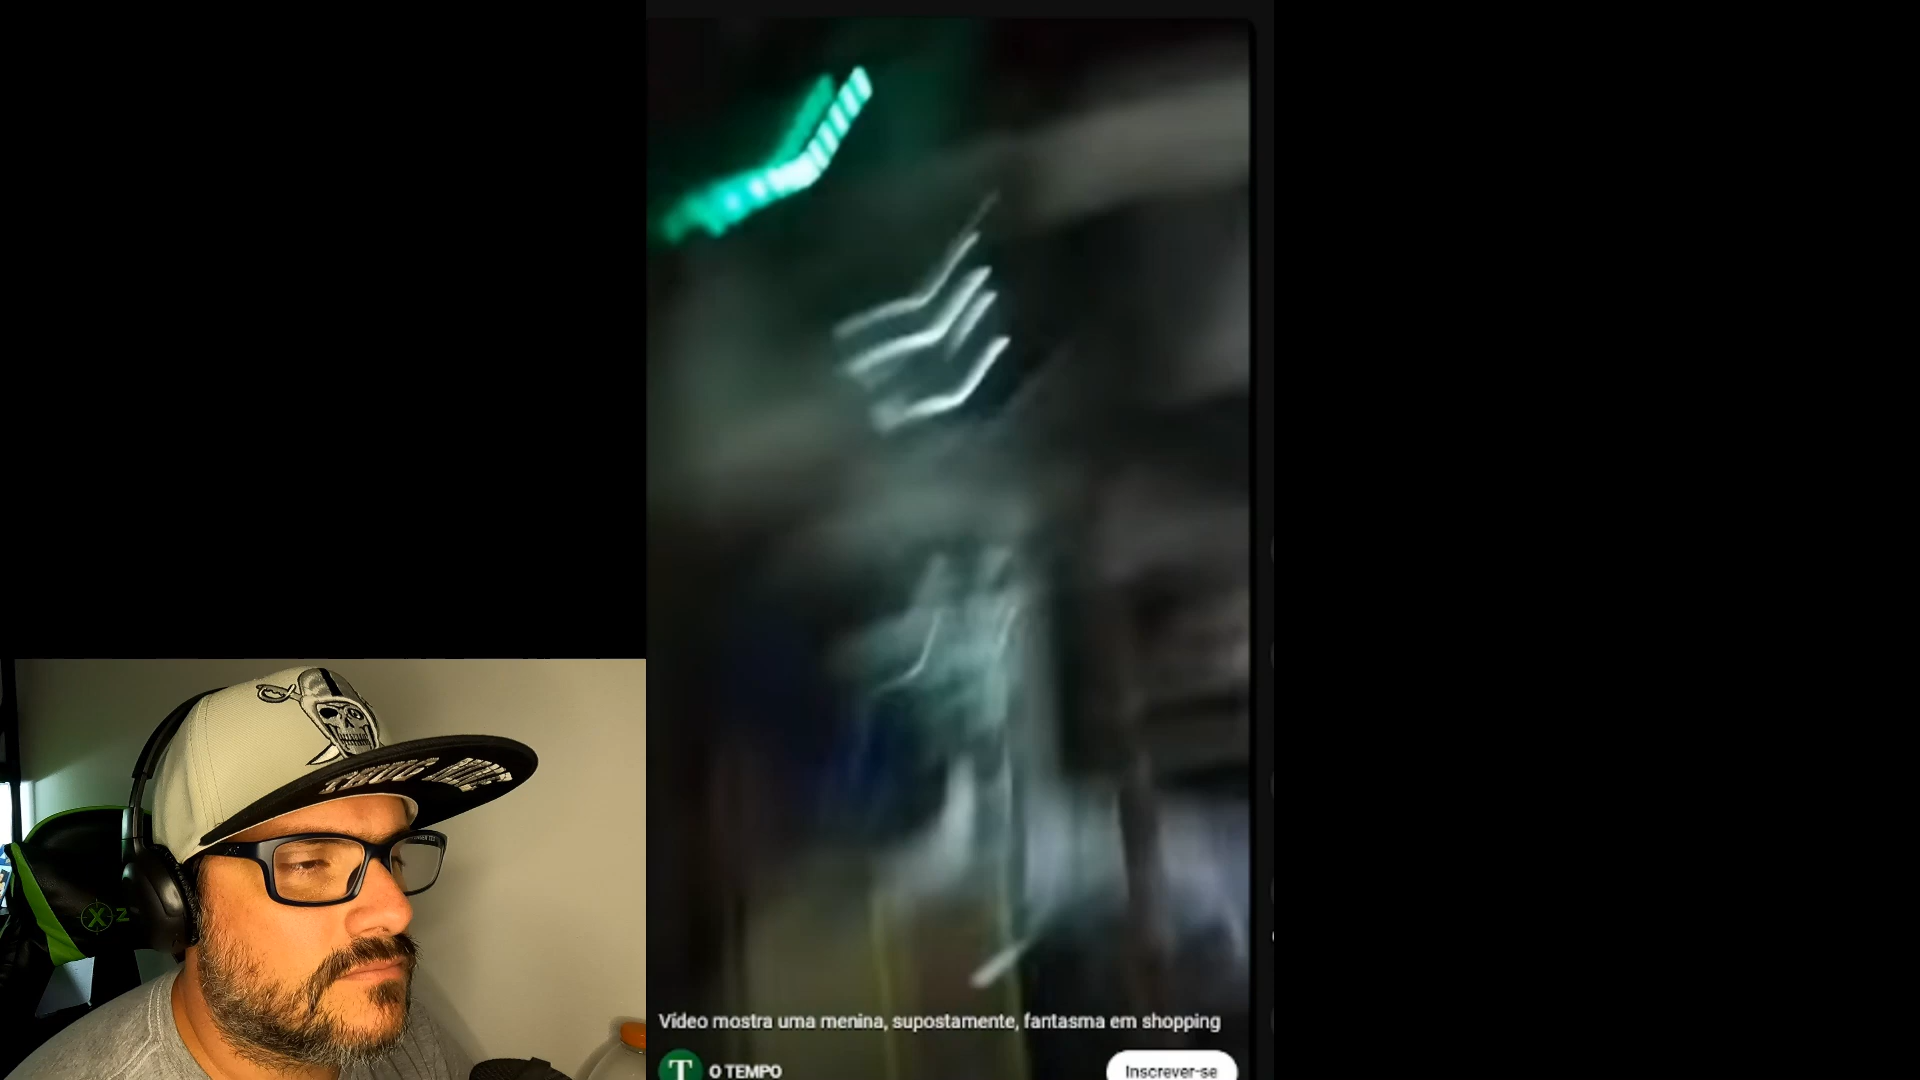 Vídeo mostra uma menina, supostamente, fantasma em shopping
T O TEMPO
Inscrever-se